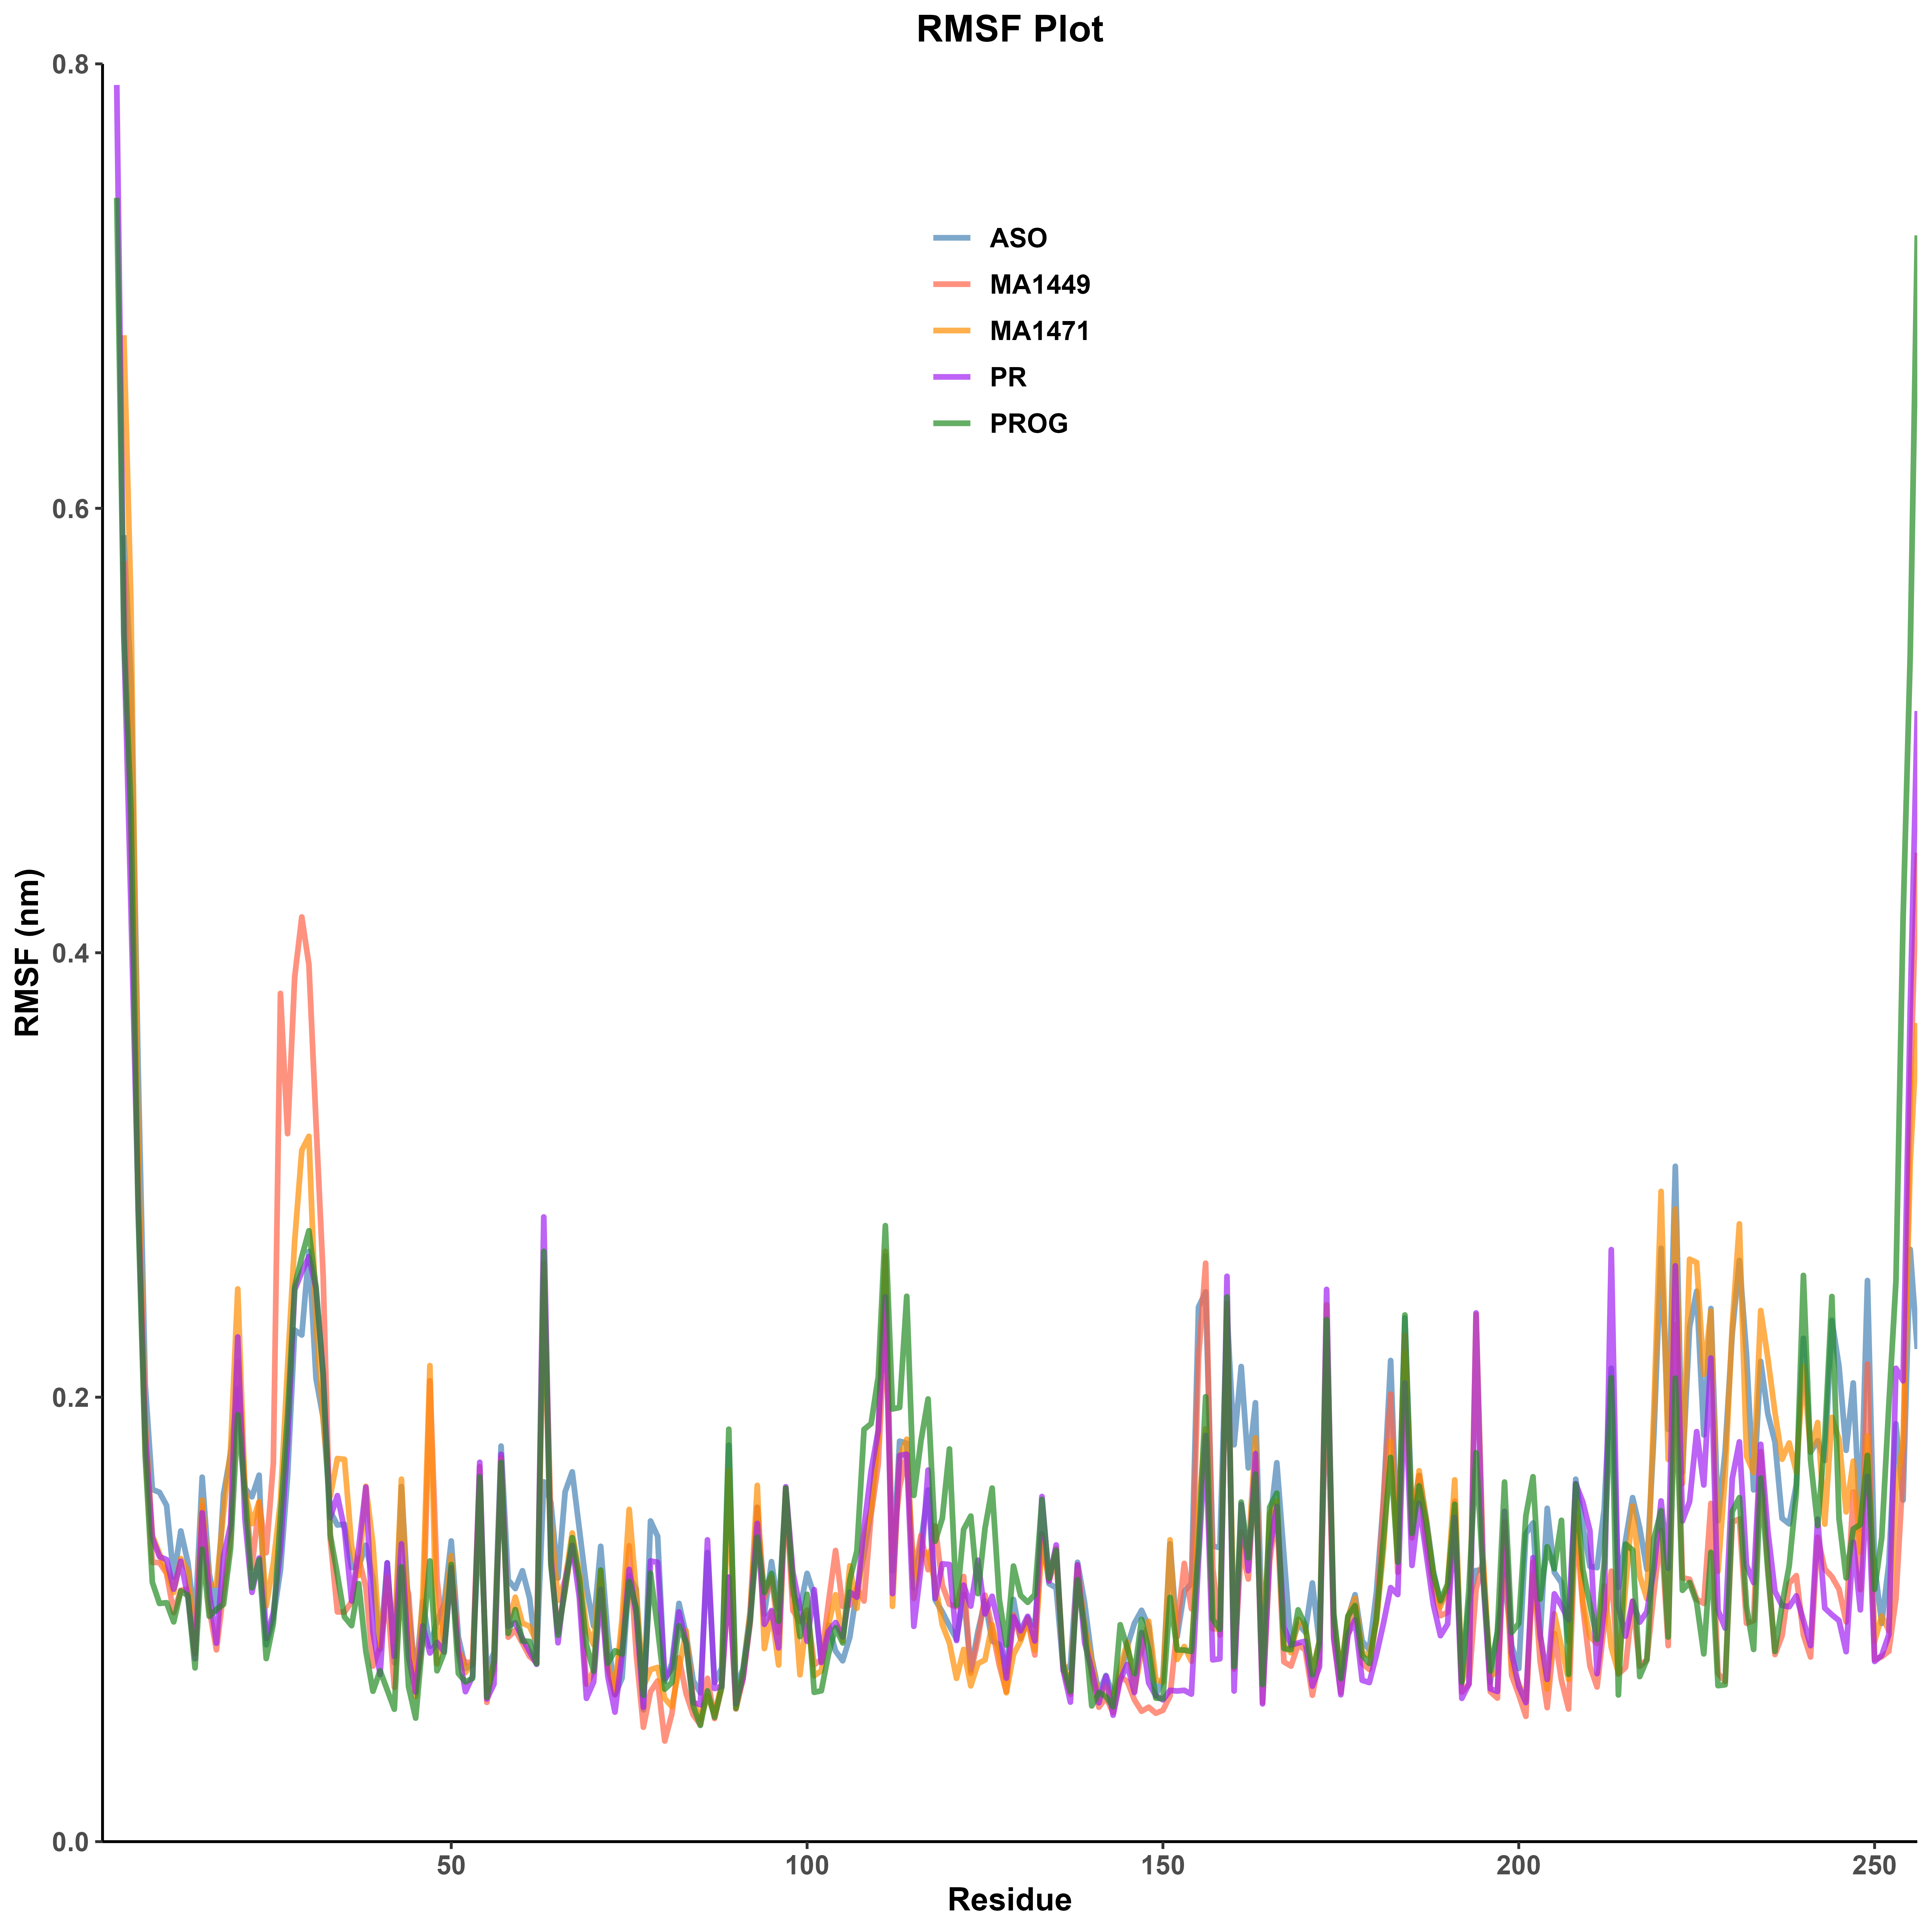 RMSF Plot
0.8
0.6
0.4
0.2
0.0
RMSF (nm)
ASO
MA1449
MA1471
PR
PROG
50
100
150
200
250
Residue